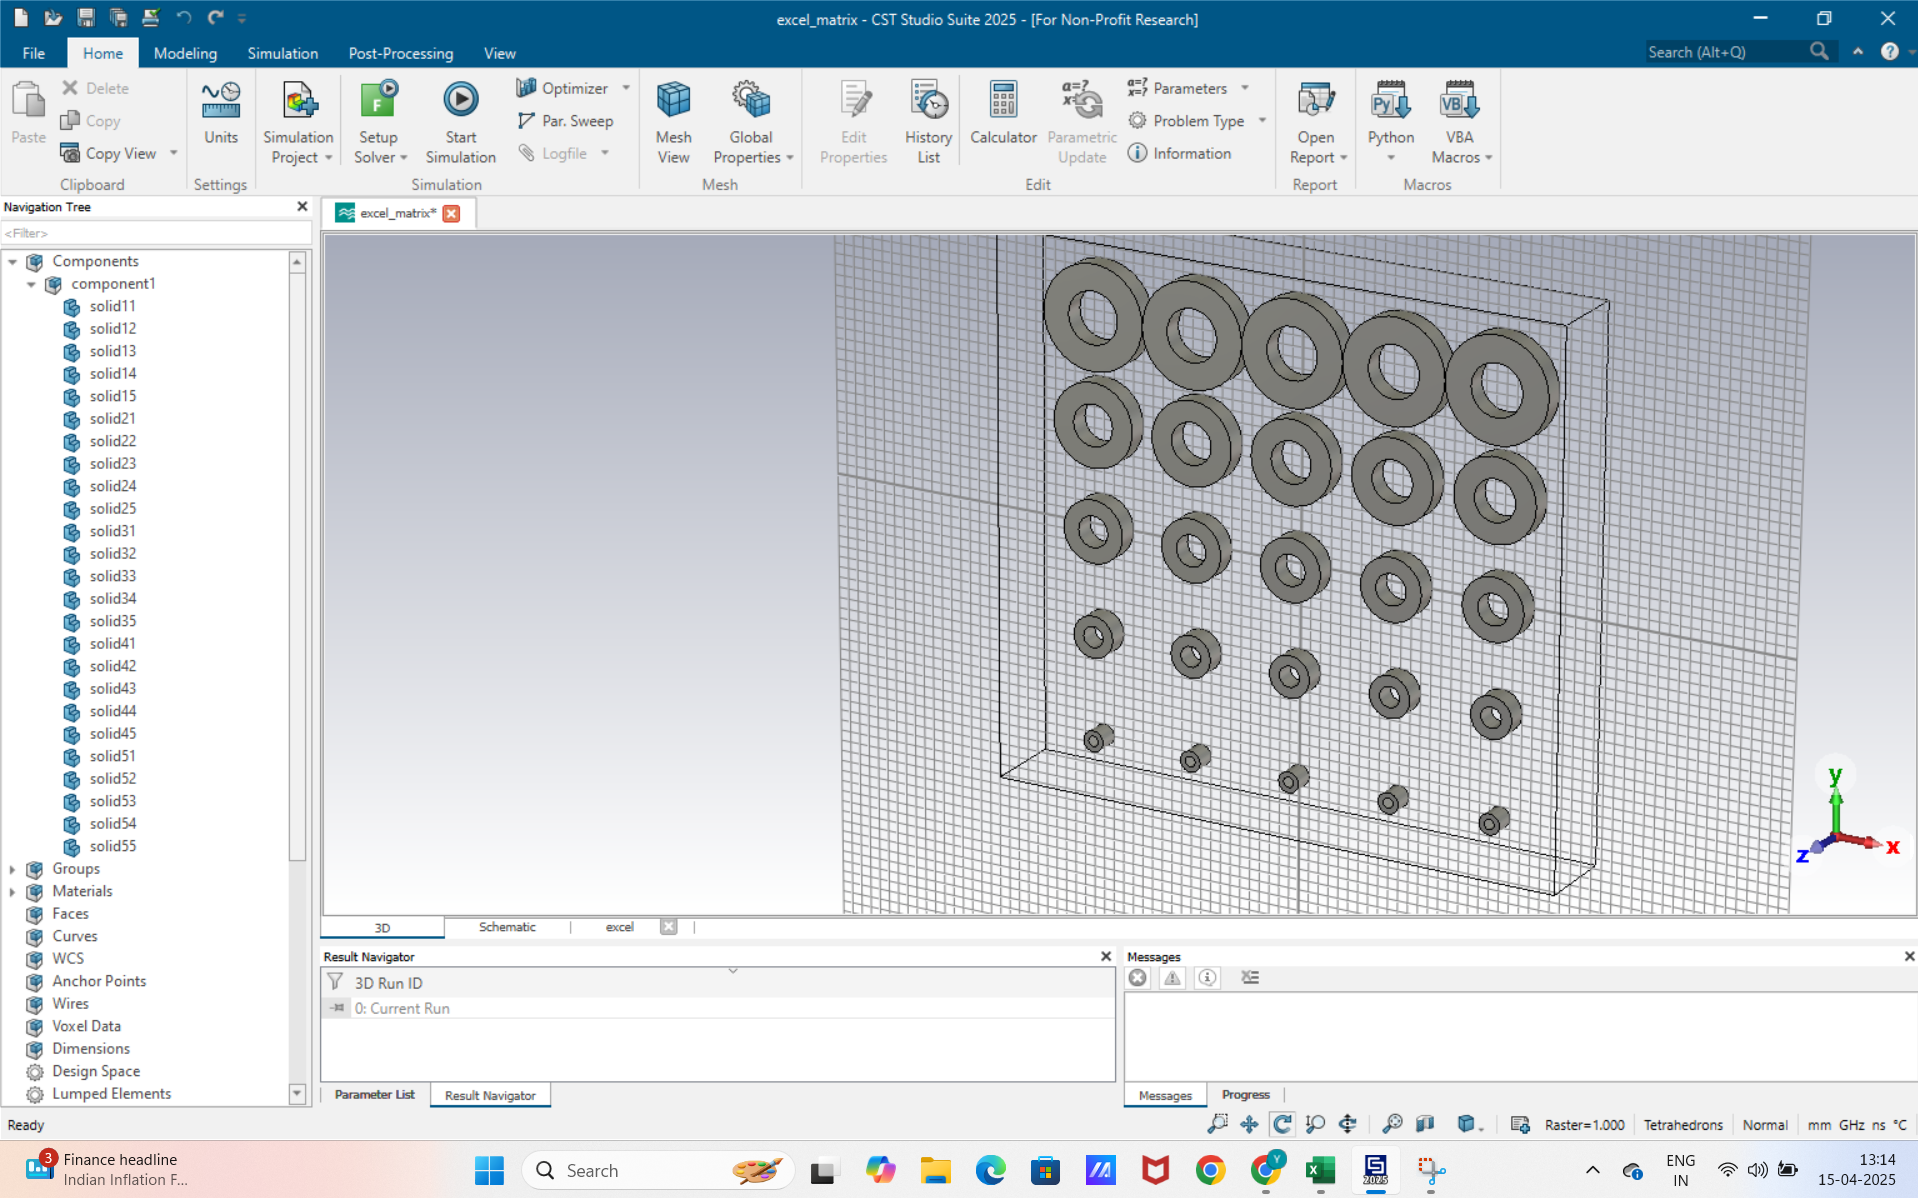 excel_matrix - CST Studio Suite 2025 - [For Non-Profit Research]
File Home Modeling Simulation Post-Processing View
Search (Alt+Q)
Paste
Delete
Copy
Copy View
Clipboard
Units
Settings
Simulation
Project
Setup
Solver
Start
Simulation
Optimizer
Par. Sweep
Logfile
Simulation
Mesh
View
Global
Properties
Mesh
Edit
Properties
History
List
Calculator
Parametric
Update
Parameters
Problem Type
Information
Edit
Open
Report
Report
Python
VBA
Macros
Macros
Navigation Tree
<Filter>
Components
component1
solid11
solid12
solid13
solid14
solid15
solid21
solid22
solid23
solid24
solid25
solid31
solid32
solid33
solid34
solid35
solid41
solid42
solid43
solid44
solid45
solid51
solid52
solid53
solid54
solid55
Groups
Materials
Faces
Curves
WCS
Anchor Points
Wires
Voxel Data
Dimensions
Design Space
Lumped Elements
excel_matrix*
y
z
x
3D Schematic excel
Result Navigator
3D Run ID
0: Current Run
Parameter List Result Navigator
Messages
Messages Progress
Ready
Raster=1.000 Tetrahedrons Normal mm GHz ns °C
3
Finance headline
Indian Inflation F...
Search
2025
ENG
IN
13:14
15-04-2025